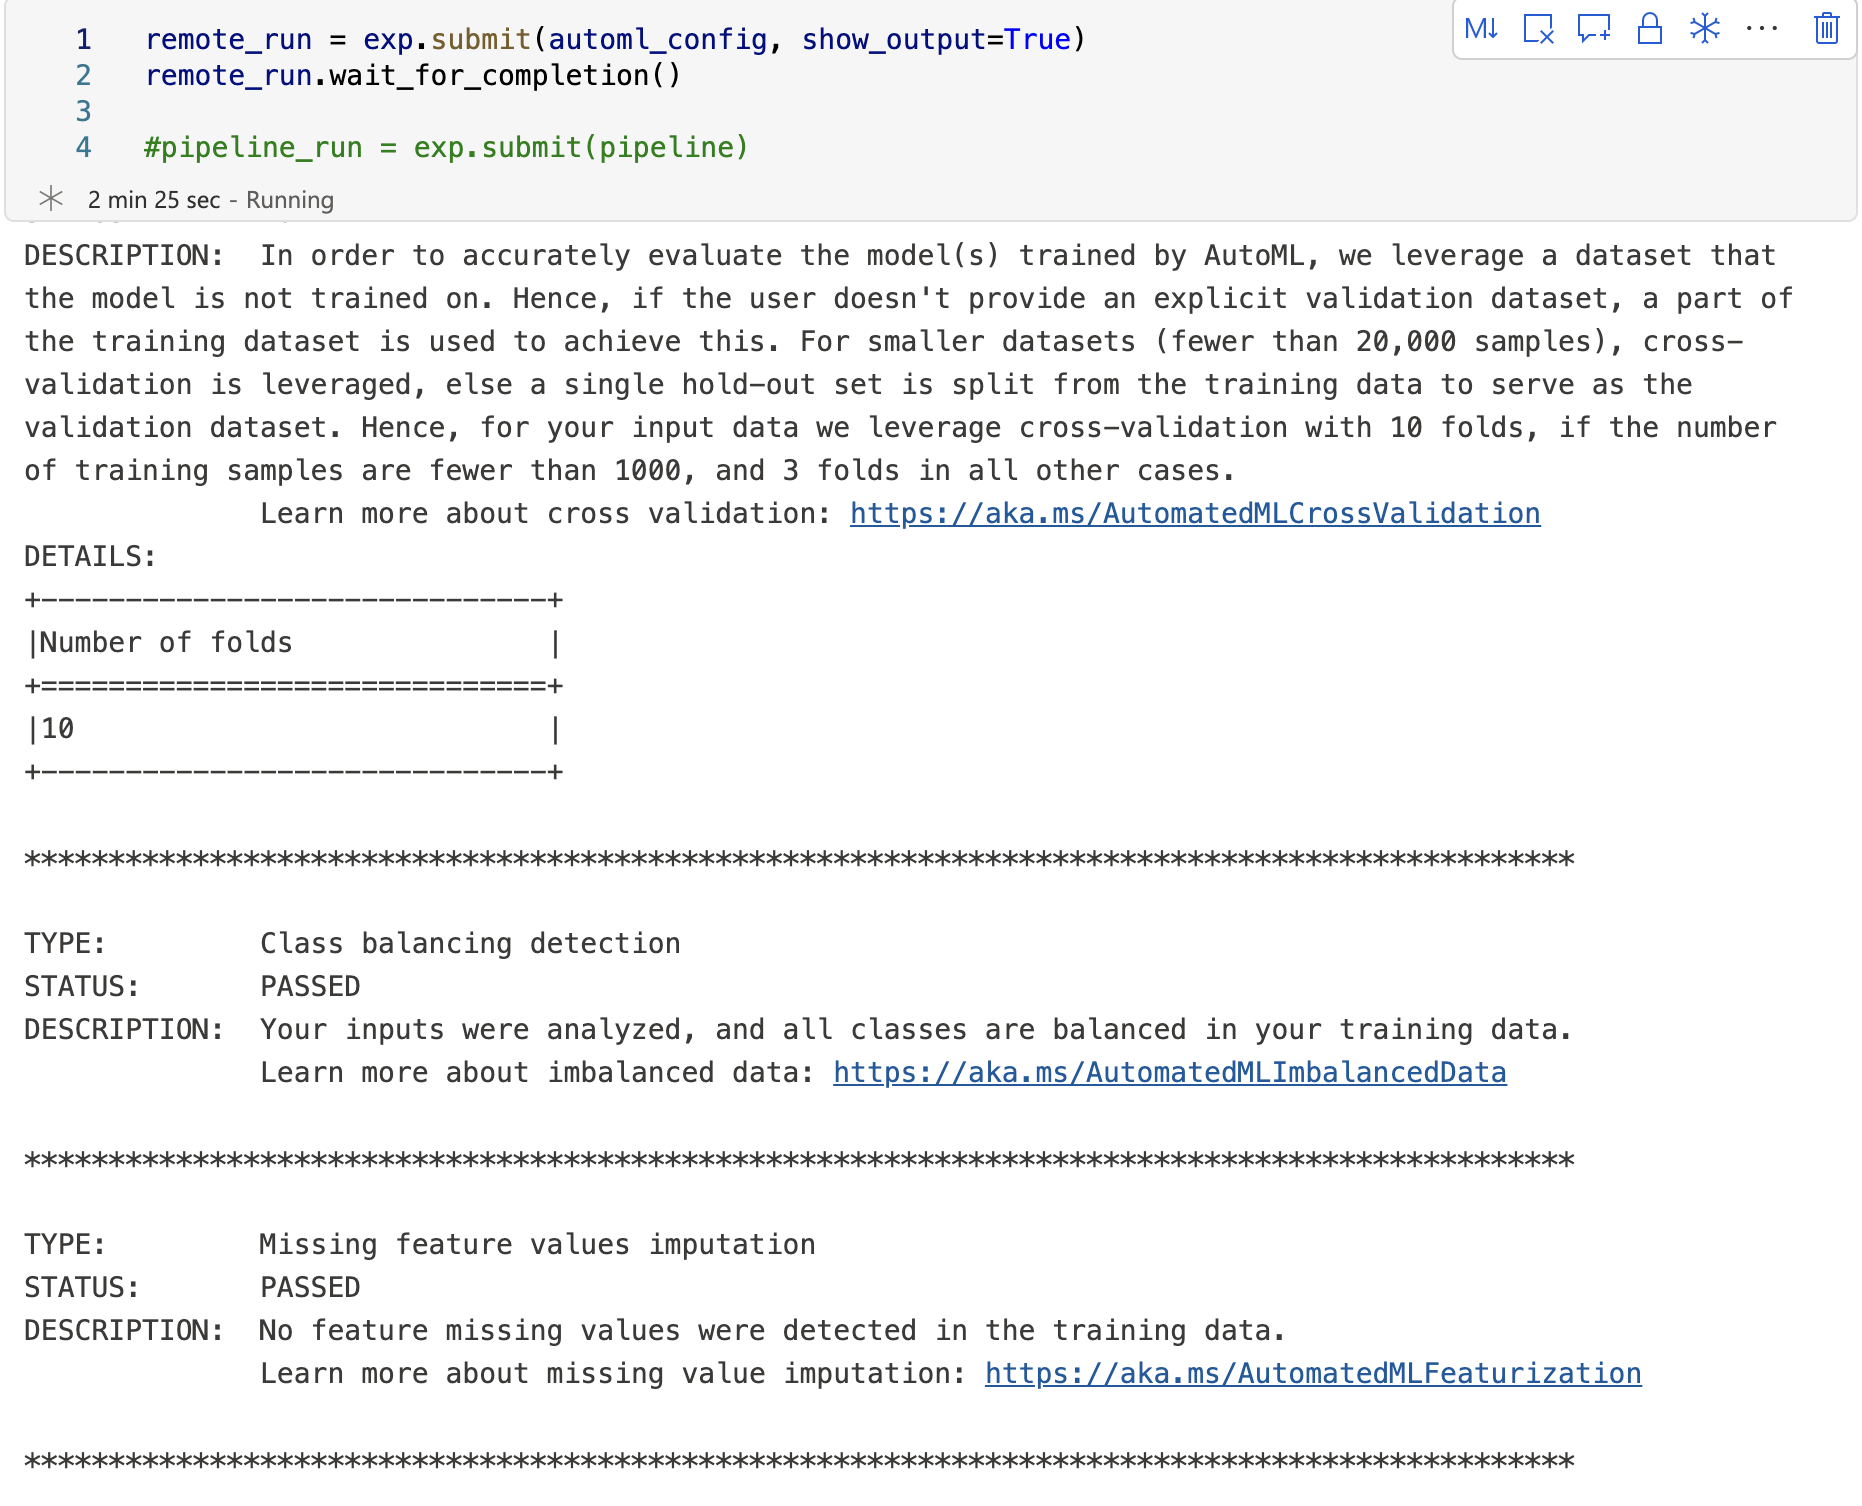 1 remote_run = exp.submit(automl_config, show_output=True)
2 remote_run.wait_for_completion()
3
4 #pipeline_run = exp.submit(pipeline)
M↓
2 min 25 sec - Running
DESCRIPTION:  In order to accurately evaluate the model(s) trained by AutoML, we leverage a dataset that
the model is not trained on. Hence, if the user doesn't provide an explicit validation dataset, a part of
the training dataset is used to achieve this. For smaller datasets (fewer than 20,000 samples), cross-
validation is leveraged, else a single hold-out set is split from the training data to serve as the
validation dataset. Hence, for your input data we leverage cross-validation with 10 folds, if the number
of training samples are fewer than 1000, and 3 folds in all other cases.
Learn more about cross validation: https://aka.ms/AutomatedMLCrossValidation
DETAILS:
+------------------------------+
|Number of folds               |
+==============================+
|10                            |
+------------------------------+
********************************************************************************************
TYPE:         Class balancing detection
STATUS:       PASSED
DESCRIPTION:  Your inputs were analyzed, and all classes are balanced in your training data.
Learn more about imbalanced data: https://aka.ms/AutomatedMLImbalancedData
********************************************************************************************
TYPE:         Missing feature values imputation
STATUS:       PASSED
DESCRIPTION:  No feature missing values were detected in the training data.
Learn more about missing value imputation: https://aka.ms/AutomatedMLFeaturization
********************************************************************************************